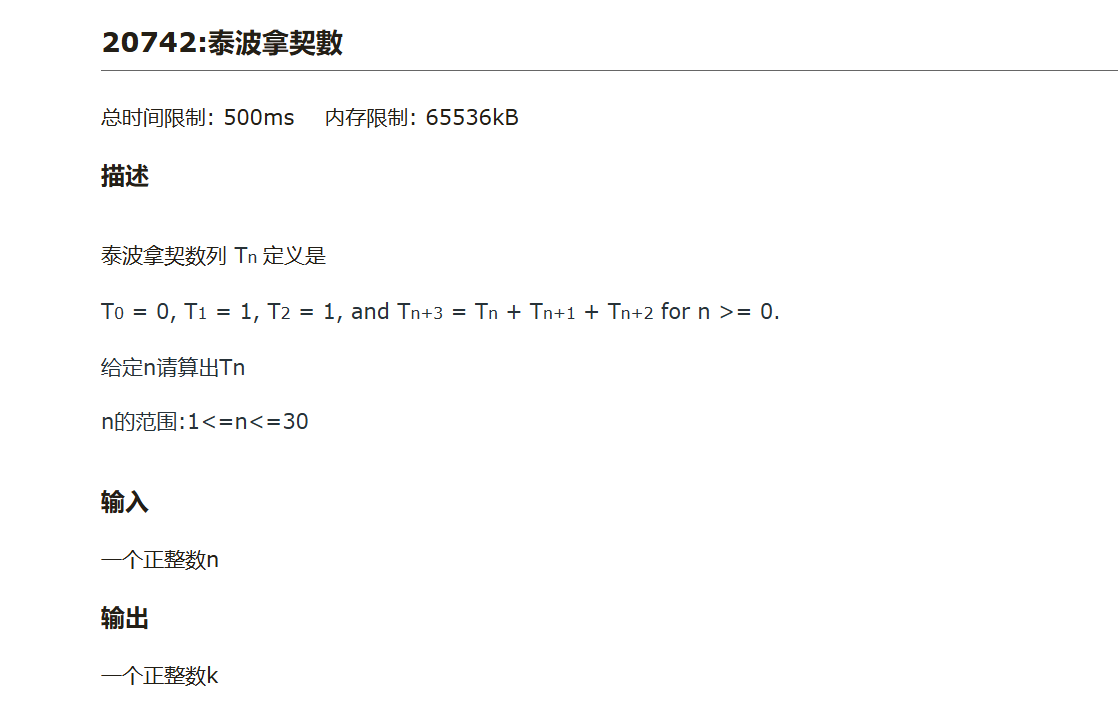 20742:泰波拿契數
总时间限制: 500ms 内存限制: 65536kB
描述
泰波拿契数列 Tn 定义是
T0 = 0, T1 = 1, T2 = 1, and Tn+3 = Tn + Tn+1 + Tn+2 for n >= 0.
给定n请算出Tn
n的范围:1<=n<=30
输入
一个正整数n
输出
一个正整数k